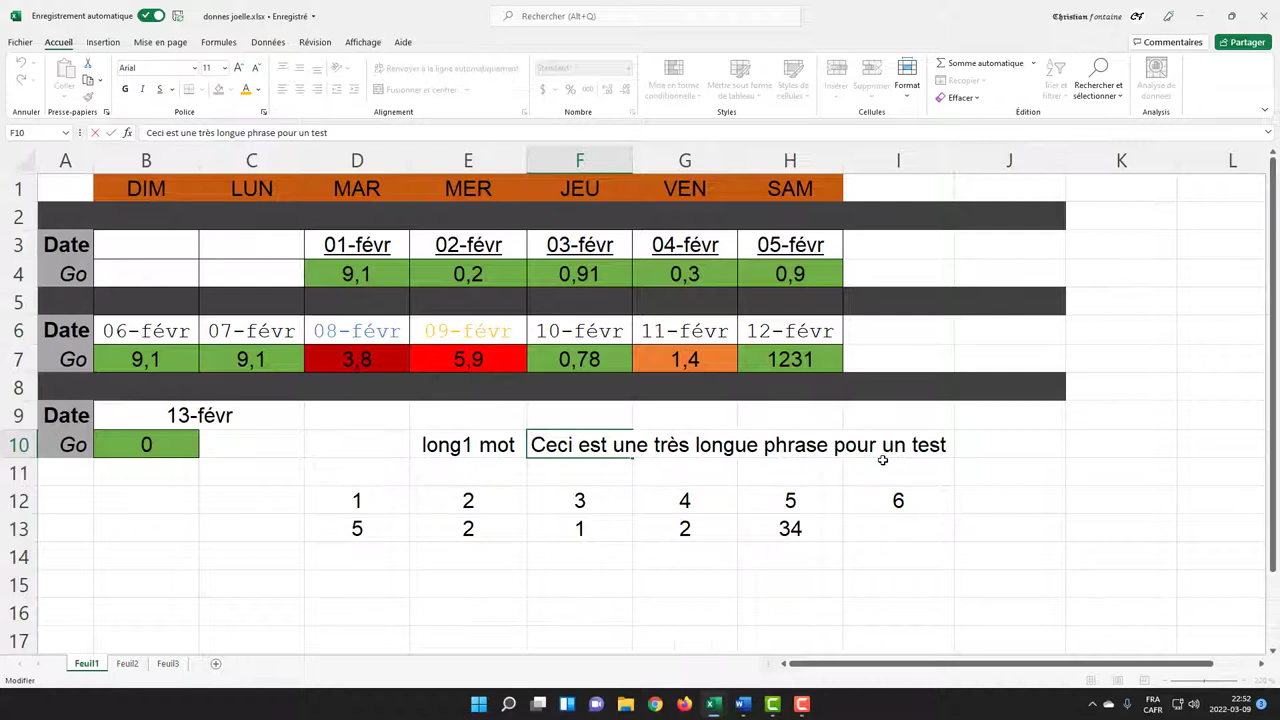 Enregistrement automatique donnes joelle.xlsx • Enregistré Rechercher (Alt+Q) Christian Fontaine CF
Fichier Accueil Insertion Mise en page Formules Données Révision Affichage Aide Commentaires Partager
Arial 11 Renvoyer à la ligne automatiquement Standard Somme automatique
Coller G I S Fusionner et centrer $ % 000 Mise en forme conditionnelle Mettre sous forme de tableau Styles de cellules Insérer Supprimer Format Recopier Effacer Trier et filtrer Rechercher et sélectionner Analyse de données
Annuler Presse-papiers Police Alignement Nombre Styles Cellules Édition Analyse
F10 fx Ceci est une très longue phrase pour un test
A B C D E F G H I J K L
1 DIM LUN MAR MER JEU VEN SAM
2
3 Date 01-févr 02-févr 03-févr 04-févr 05-févr
4 Go 9,1 0,2 0,91 0,3 0,9
5
6 Date 06-févr 07-févr 08-févr 09-févr 10-févr 11-févr 12-févr
7 Go 9,1 9,1 3,8 5,9 0,78 1,4 1231
8
9 Date 13-févr
10 Go 0 long1 mot Ceci est une très longue phrase pour un test
11
12 1 2 3 4 5 6
13 5 2 1 2 34
14
15
16
17
Feuil1 Feuil2 Feuil3
Modifier
FRA 22:52
CAFR 2022-03-09